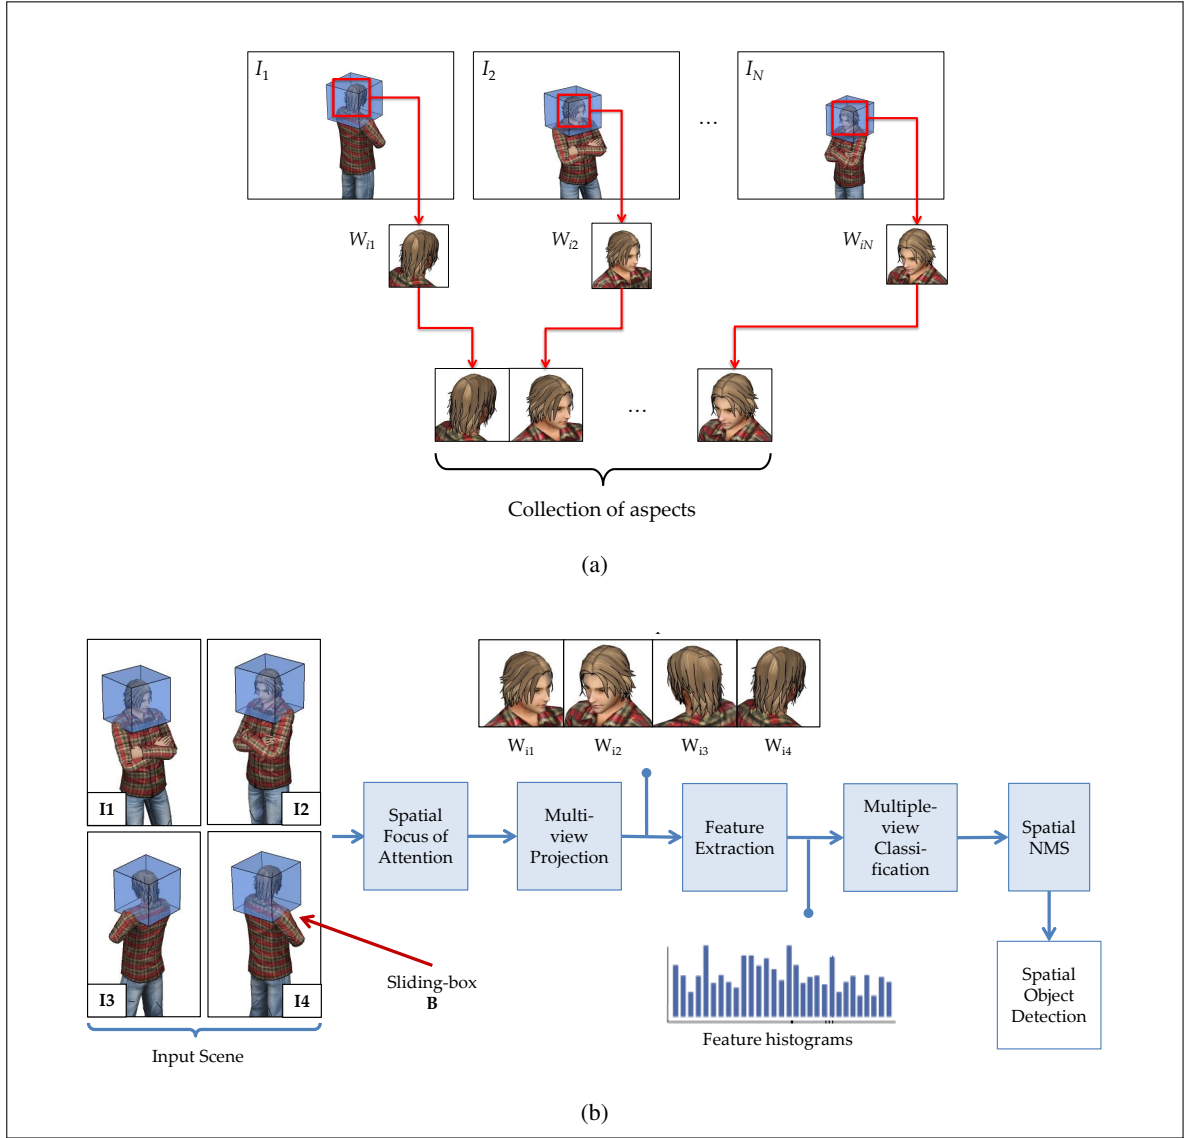 I1
I2
IN
...
Wi1
Wi2
WiN
...
Collection of aspects
(a)
Wi1
Wi2
Wi3
Wi4
I1
I2
I3
I4
Spatial
Focus of
Attention
Multi-
view
Projection
Feature
Extraction
Multiple-
view
Classi-
fication
Spatial
NMS
Sliding-box
B
Spatial
Object
Detection
Feature histograms
Input Scene
(b)